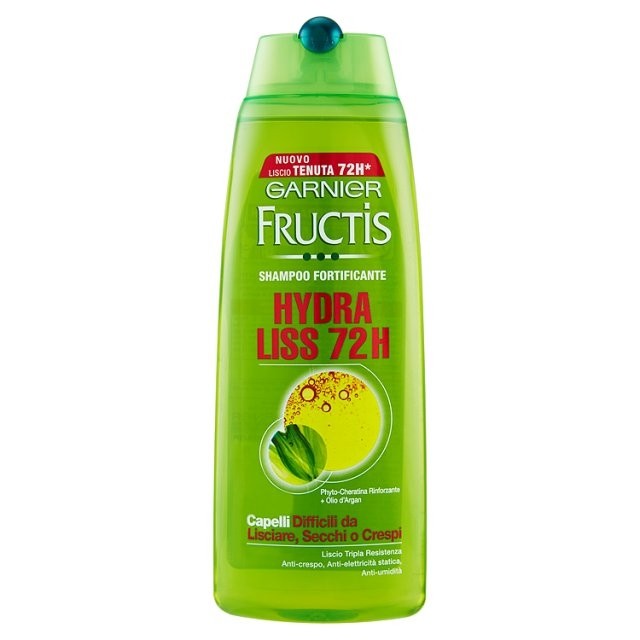 NUOVO
LISCIO TENUTA 72H*
GARNIER
FRUCTIS
SHAMPOO FORTIFICANTE
HYDRA
LISS 72H
Phyto-Cheratina Rinforzante
+ Olio d'Argan
Capelli Difficili da
Lisciare, Secchi o Crespi
Liscio Tripla Resistenza
Anti-crespo, Anti-elettricità statica,
Anti-umidità